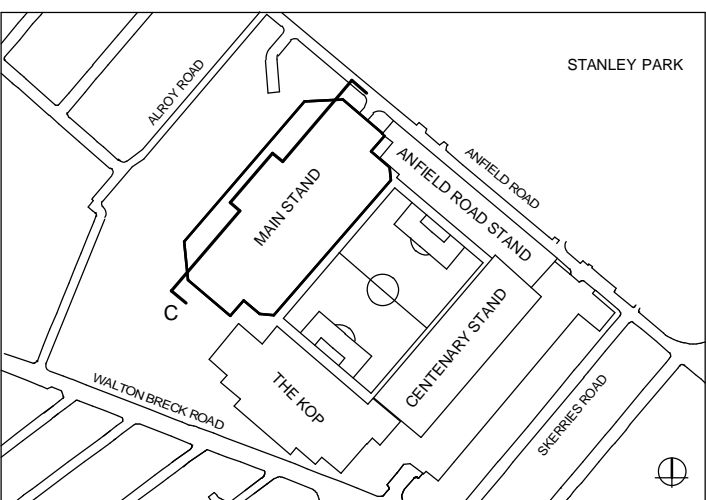 STANLEY PARK
ALROY ROAD
ANFIELD ROAD
ANFIELD ROAD STAND
MAIN STAND
C
CENTENARY STAND
THE KOP
WALTON BRECK ROAD
SKERRIES ROAD